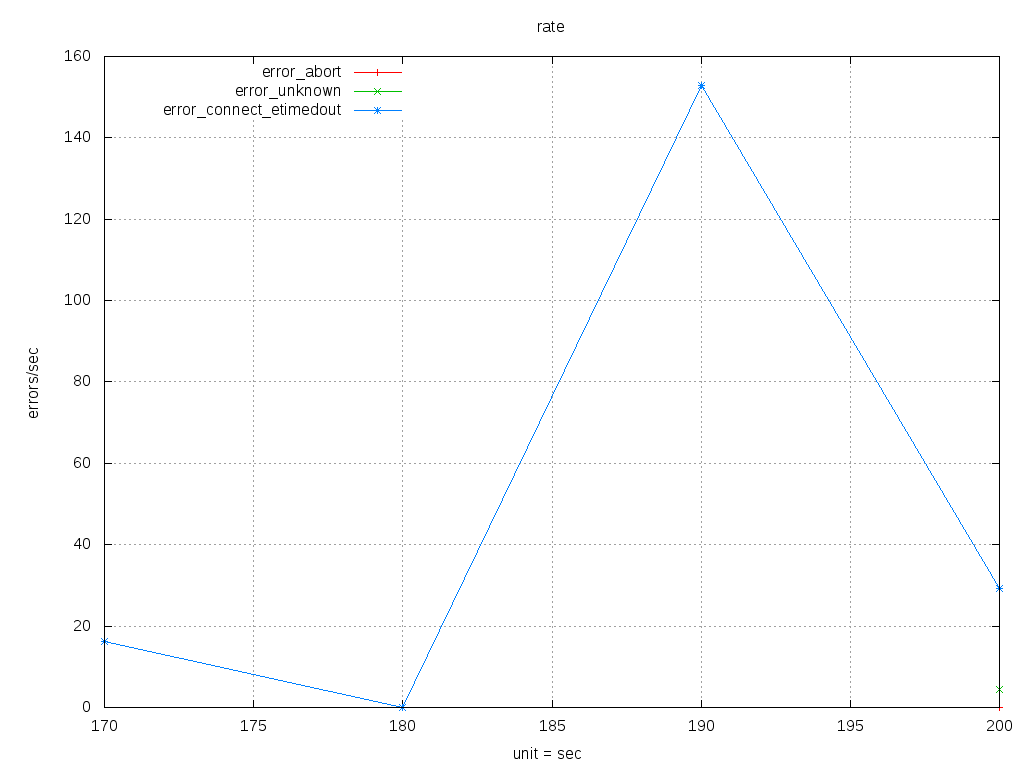 rate
160
140
120
100
80
60
40
20
0
errors/sec
error_abort
error_unknown
error_connect_etimedout
170 175 180 185 190 195 200
unit = sec